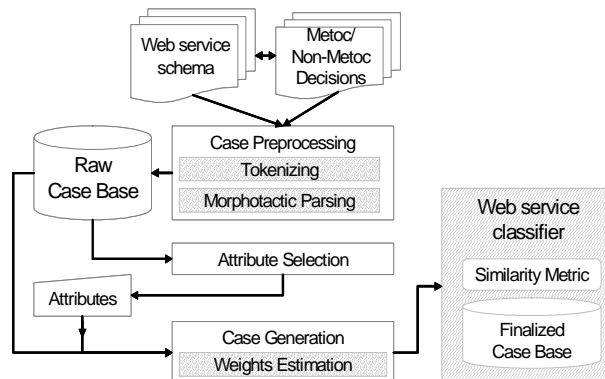 Web service
schema
Metoc/
Non-Metoc
Decisions
Case Preprocessing
Tokenizing
Morphotactic Parsing
Raw
Case Base
Attribute Selection
Attributes
Case Generation
Weights Estimation
Web service
classifier
Similarity Metric
Finalized
Case Base